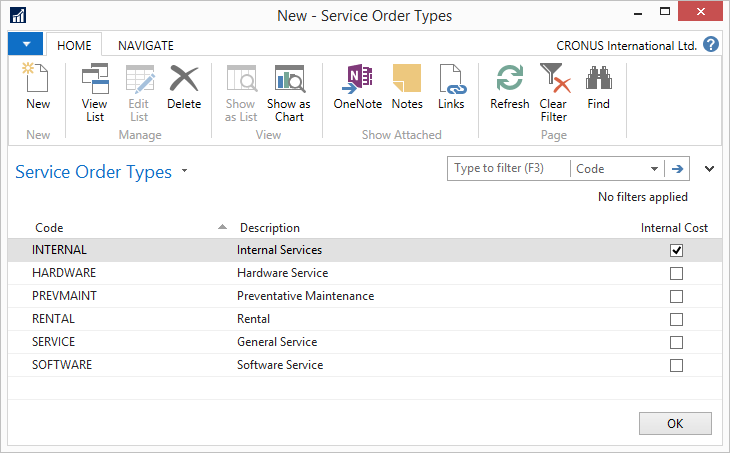 New - Service Order Types
HOME NAVIGATE CRONUS International Ltd. ?
New View List Edit List Delete Show as List Show as Chart OneNote Notes Links Refresh Clear Filter Find
New Manage View Show Attached Page
Service Order Types Type to filter (F3) Code
No filters applied
Code Description Internal Cost
INTERNAL Internal Services
HARDWARE Hardware Service
PREVMAINT Preventative Maintenance
RENTAL Rental
SERVICE General Service
SOFTWARE Software Service
OK